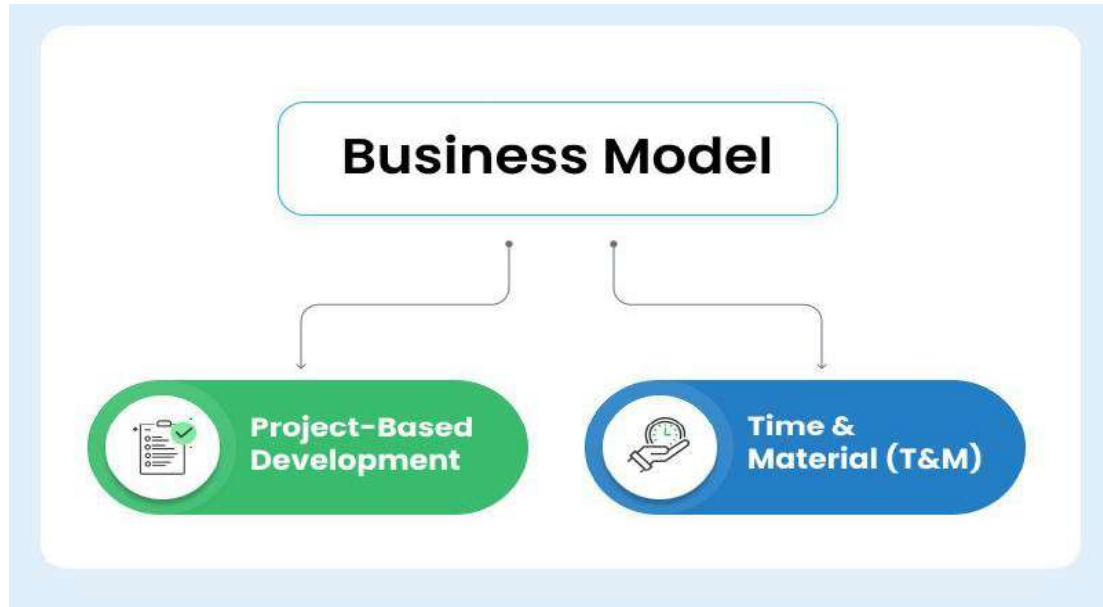 Business Model
Project-Based
Development
Time &
Material (T&M)